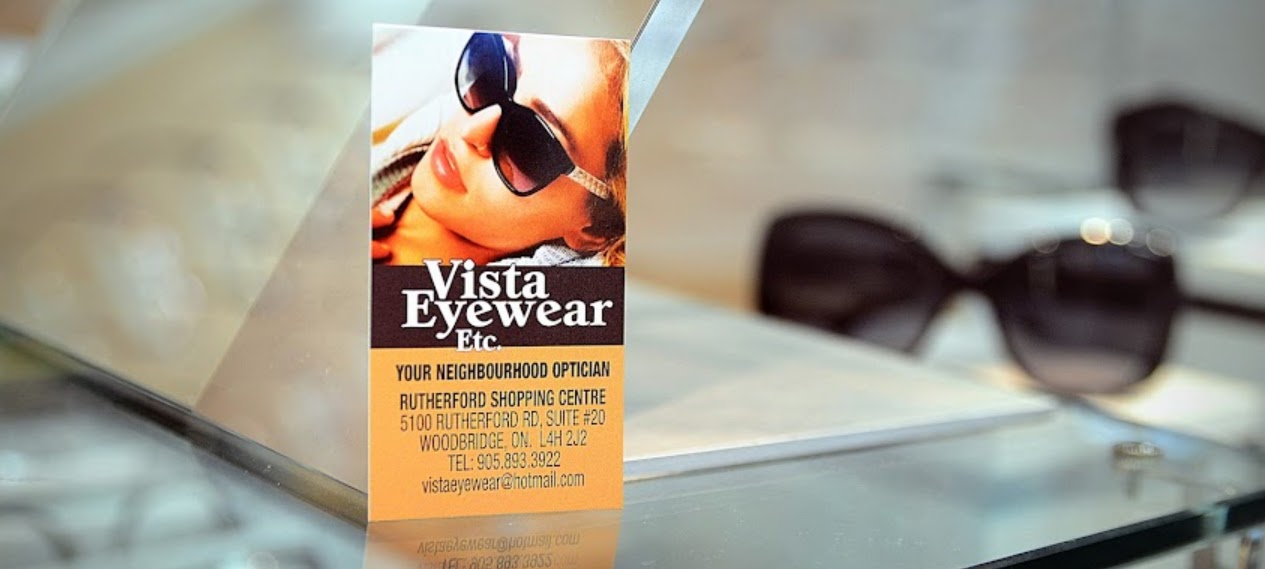 Vista
Eyewear
Etc.
YOUR NEIGHBOURHOOD OPTICIAN
RUTHERFORD SHOPPING CENTRE
5100 RUTHERFORD RD, SUITE #20
WOODBRIDGE, ON. L4H 2J2
TEL: 905.893.3922
vistaeyewear@hotmail.com